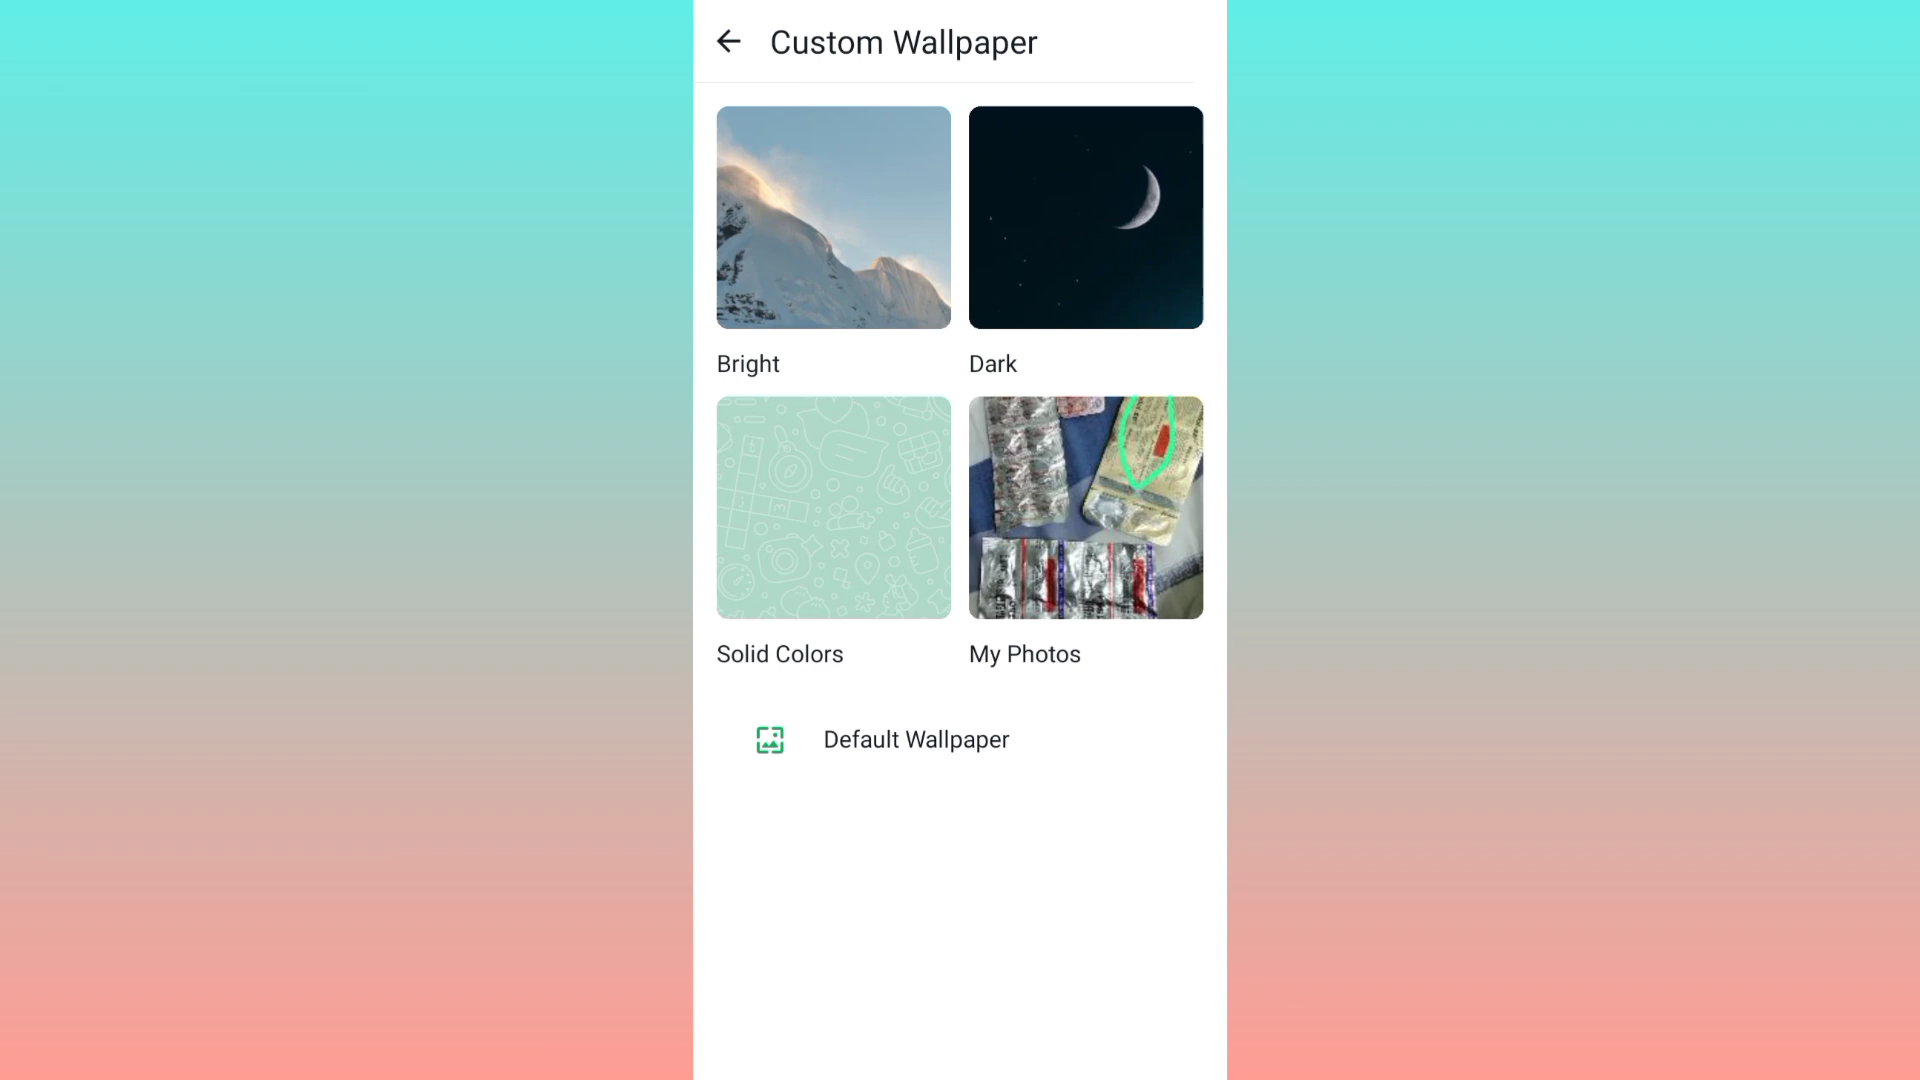 Custom Wallpaper
Bright
Dark
Solid Colors
My Photos
Default Wallpaper